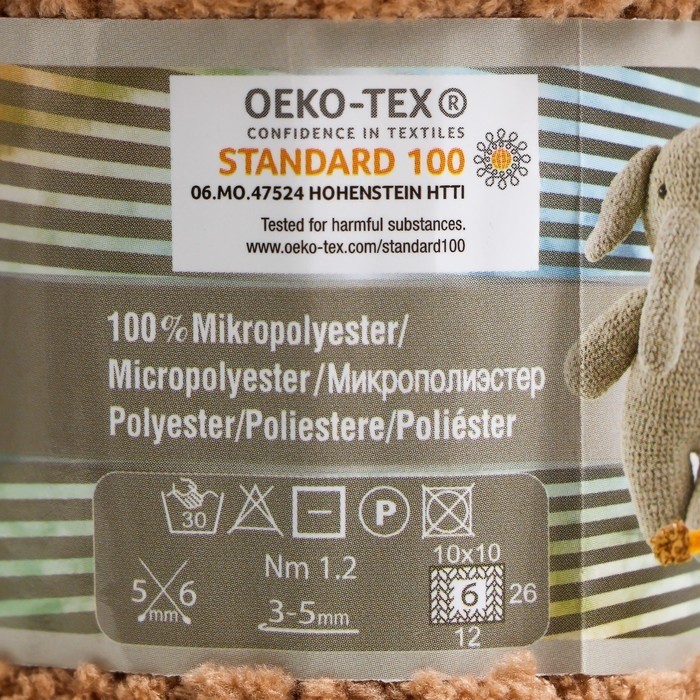 OEKO-TEX®
CONFIDENCE IN TEXTILES
STANDARD 100
06.MO.47524 HOHENSTEIN HTTI
Tested for harmful substances.
www.oeko-tex.com/standard100
100% Mikropolyester/
Micropolyester/Микрополиэстер
Polyester/Poliestere/Poliéster
30 P
10x10
Nm 1.2
5 6 mm 3-5mm 6 26
12